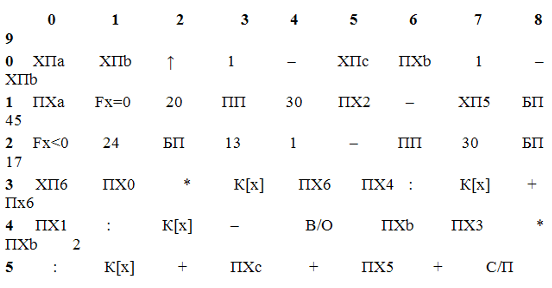 0 1 2 3 4 5 6 7 8
9
0 ХПа ХПb ↑ 1 – ХПс ПХb 1 –
ХПb
1 ПХа Fx=0 20 ПП 30 ПХ2 – ХП5 БП
45
2 Fx<0 24 БП 13 1 – ПП 30 БП
17
3 ХП6 ПХ0 * К[х] ПХ6 ПХ4 : К[х] +
Пх6
4 ПХ1 : К[х] – В/О ПХb ПХ3 *
ПХb 2
5 : К[х] + ПХс + ПХ5 + С/П